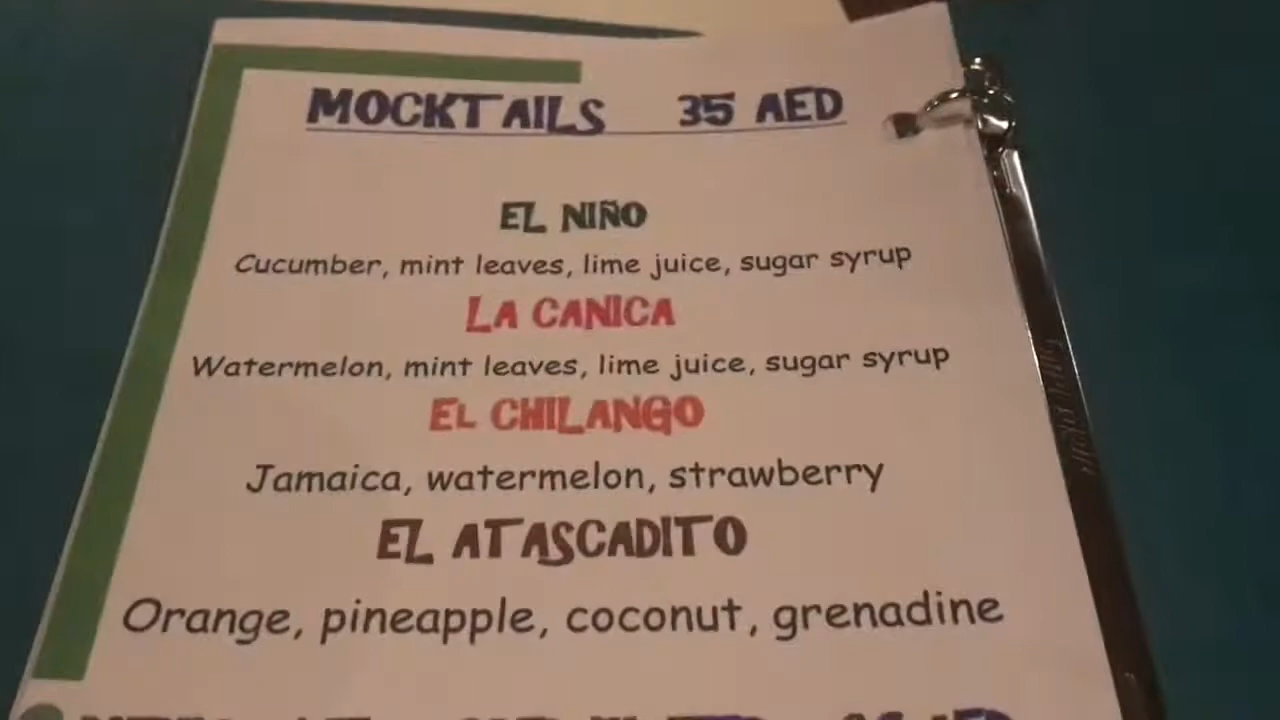 MOCKTAILS 35 AED
EL NIÑO
Cucumber, mint leaves, lime juice, sugar syrup
LA CANICA
Watermelon, mint leaves, lime juice, sugar syrup
EL CHILANGO
Jamaica, watermelon, strawberry
EL ATASCADITO
Orange, pineapple, coconut, grenadine